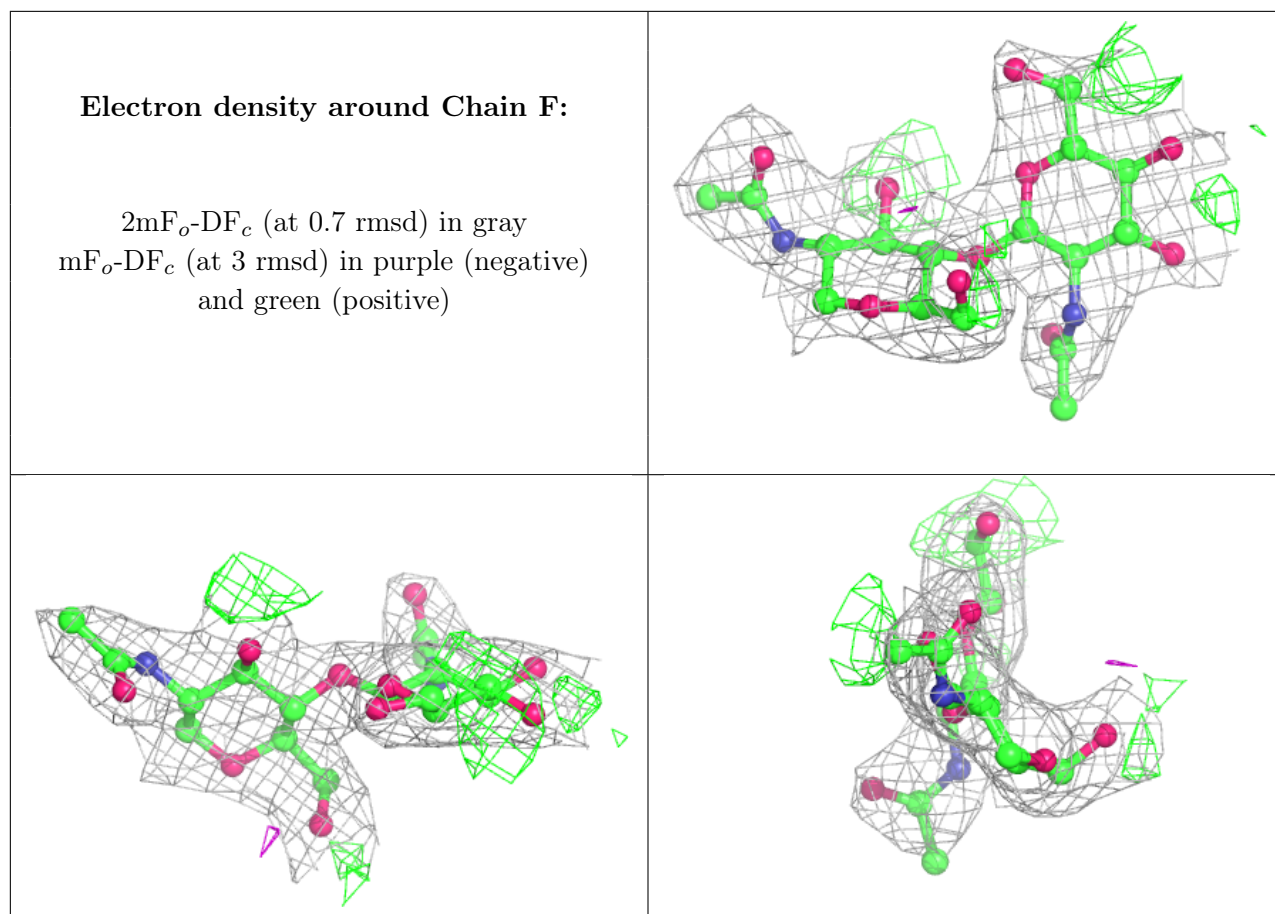 Electron density around Chain F:
2mFo-DFc (at 0.7 rmsd) in gray
mFo-DFc (at 3 rmsd) in purple (negative)
and green (positive)